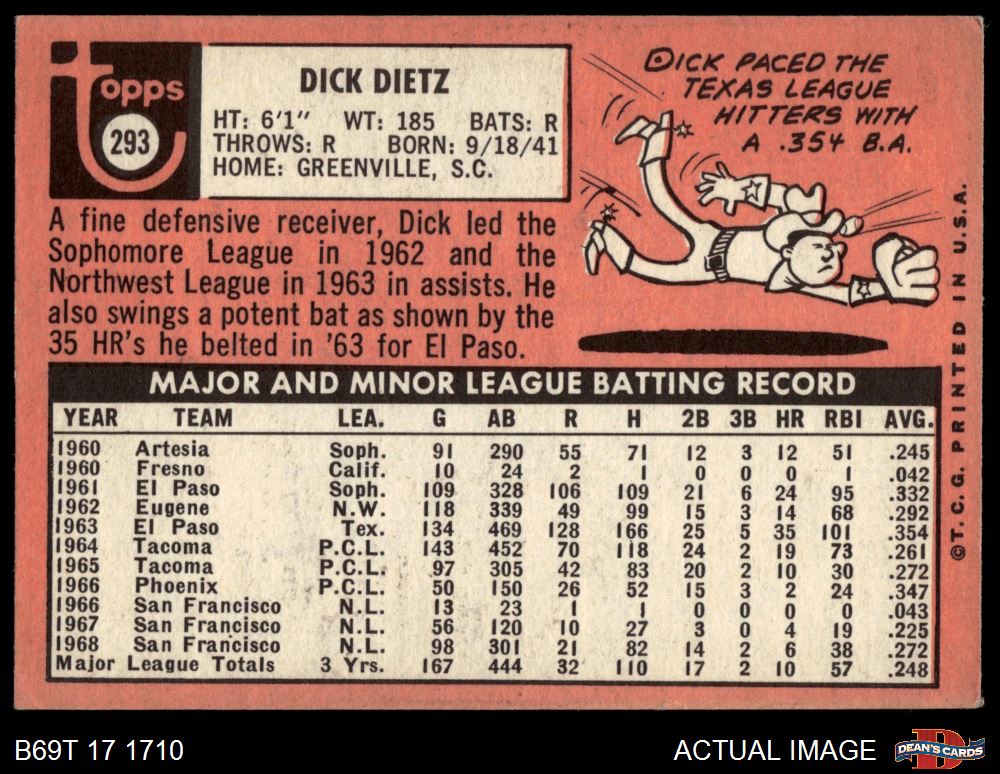 topps
293
DICK DIETZ
HT: 6'1" WT: 185 BATS: R
THROWS: R BORN: 9/18/41
HOME: GREENVILLE, S.C.
DICK PACED THE
TEXAS LEAGUE
HITTERS WITH
A .354 B.A.
A fine defensive receiver, Dick led the
Sophomore League in 1962 and the
Northwest League in 1963 in assists. He
also swings a potent bat as shown by the
35 HR's he belted in '63 for El Paso.
MAJOR AND MINOR LEAGUE BATTING RECORD
YEAR TEAM LEA. G AB R H 2B 3B HR RBI AVG.
1960 Artesia Soph. 91 290 55 71 12 3 12 51 .245
1960 Fresno Calif. 10 24 2 1 0 0 0 1 .042
1961 El Paso Soph. 109 328 106 109 21 6 24 95 .332
1962 Eugene N.W. 118 339 49 99 15 3 14 68 .292
1963 El Paso Tex. 134 469 128 166 25 5 35 101 .354
1964 Tacoma P.C.L. 143 452 70 118 24 2 19 73 .261
1965 Tacoma P.C.L. 97 305 42 83 20 2 10 30 .272
1966 Phoenix P.C.L. 50 150 26 52 15 3 2 24 .347
1966 San Francisco N.L. 13 23 1 1 0 0 0 0 .043
1967 San Francisco N.L. 56 120 10 27 3 0 4 19 .225
1968 San Francisco N.L. 98 301 21 82 14 2 6 38 .272
Major League Totals 3 Yrs. 167 444 32 110 17 2 10 57 .248
©T.C.G. PRINTED IN U.S.A.
B69T 17 1710
ACTUAL IMAGE
DEAN'S CARDS